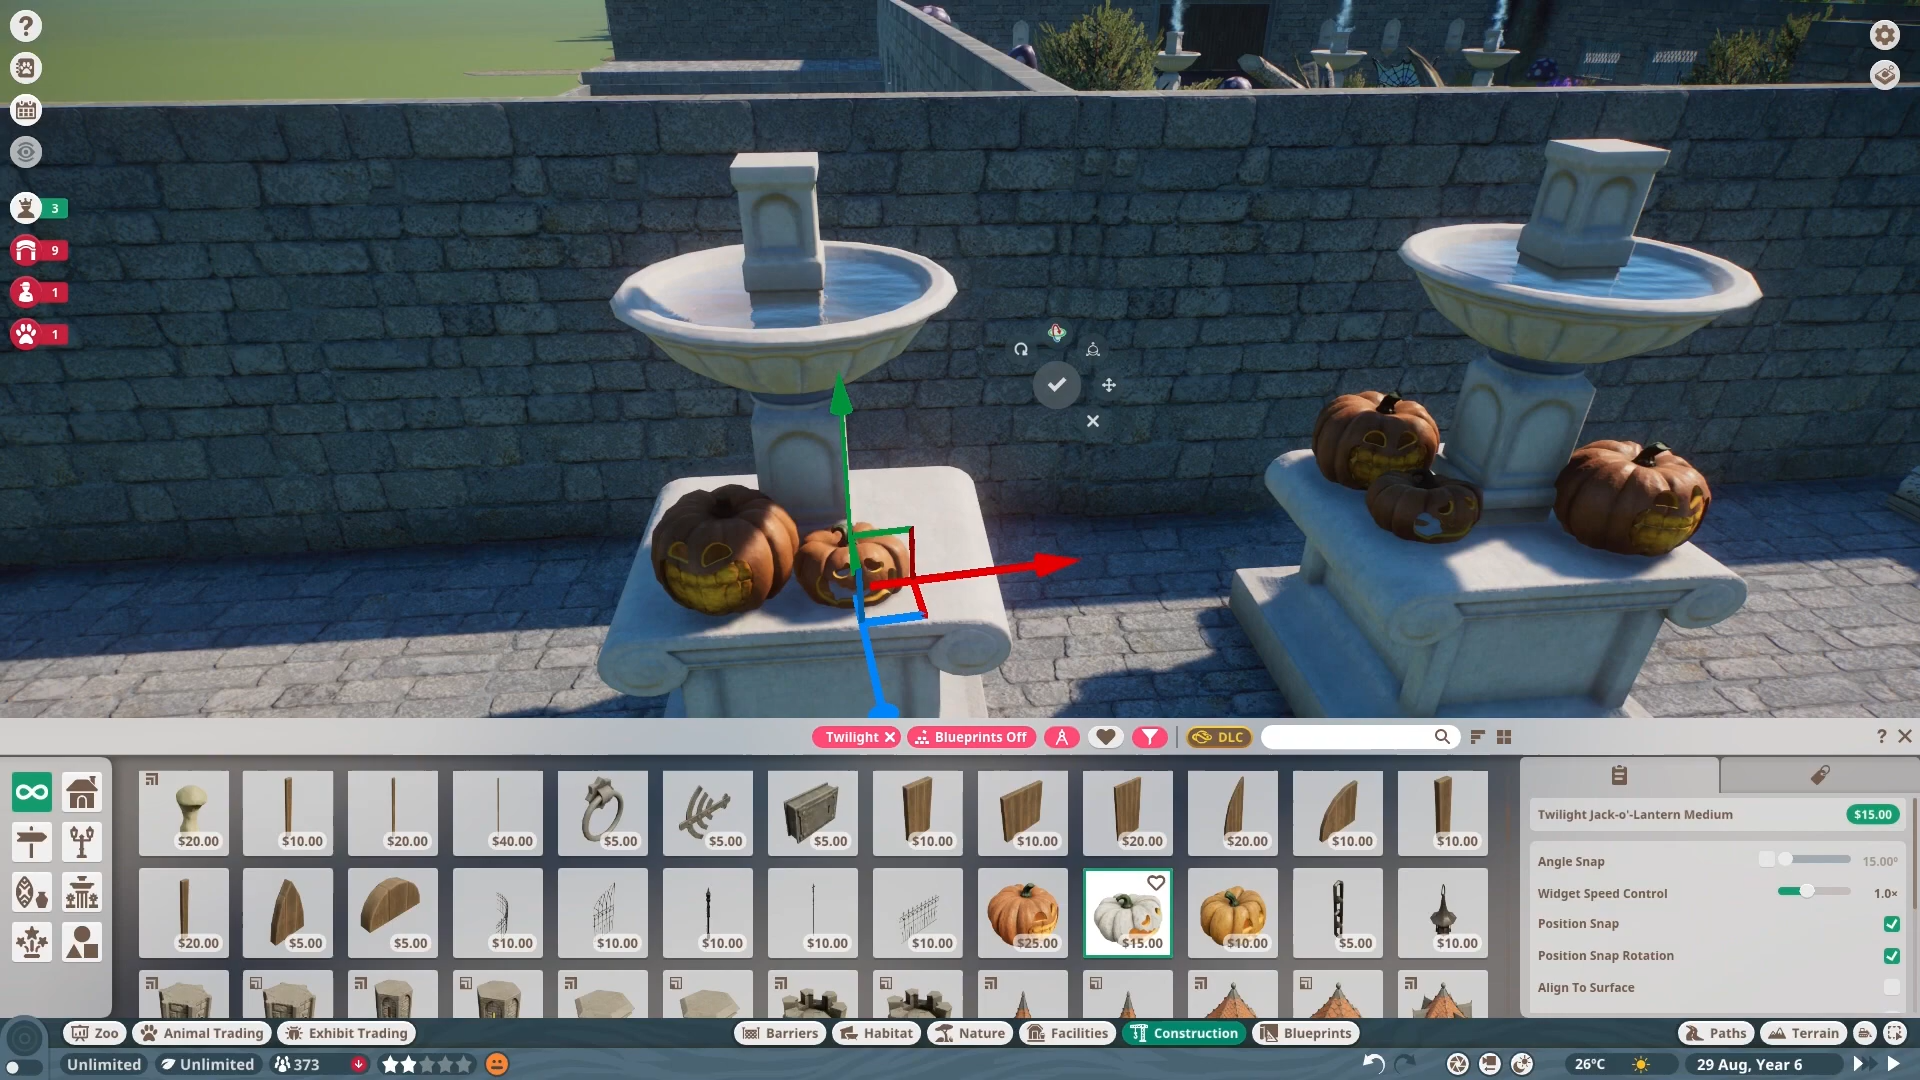 ?
3
9
1
1
Twilight ✕ Blueprints Off DLC
? ✕
$20.00 $10.00 $20.00 $40.00 $5.00 $5.00 $5.00 $10.00 $10.00 $20.00 $20.00 $10.00 $10.00
$20.00 $5.00 $5.00 $10.00 $10.00 $10.00 $10.00 $10.00 $25.00 $15.00 $10.00 $5.00 $10.00
Twilight Jack-o'-Lantern Medium $15.00
Angle Snap 15.00°
Widget Speed Control 1.0×
Position Snap
Position Snap Rotation
Align To Surface
Zoo Animal Trading Exhibit Trading Barriers Habitat Nature Facilities Construction Blueprints Paths Terrain
Unlimited Unlimited 373 26°C 29 Aug, Year 6